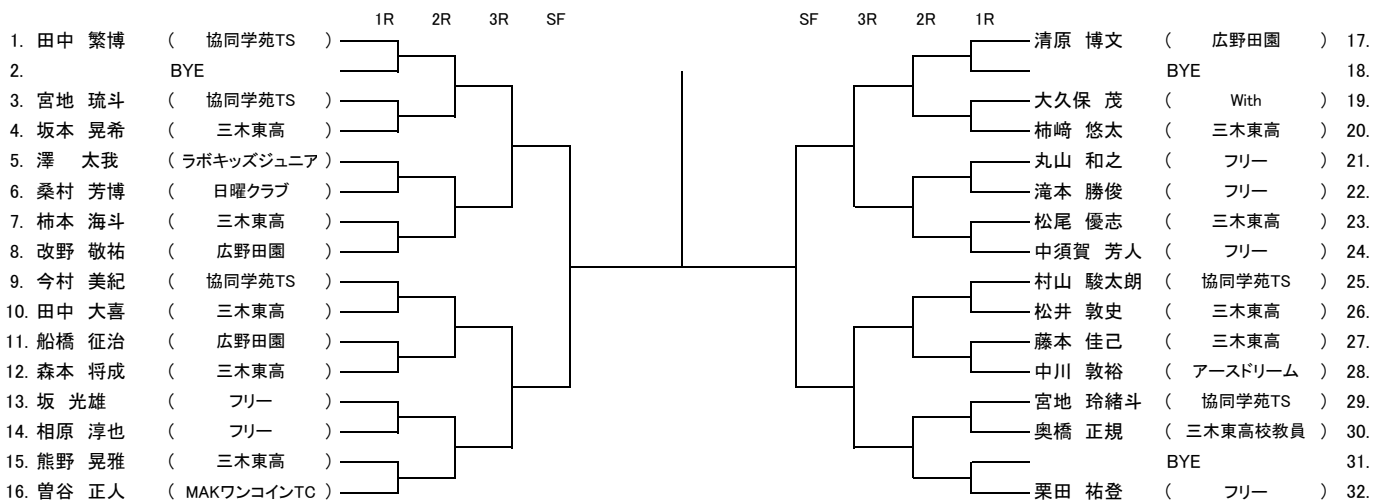 1R 2R 3R SF
1. 田中 繁博 ( 協同学苑TS )
2. BYE
3. 宮地 琉斗 ( 協同学苑TS )
4. 坂本 晃希 ( 三木東高 )
5. 澤 太我 ( ラボキッズジュニア )
6. 桑村 芳博 ( 日曜クラブ )
7. 柿本 海斗 ( 三木東高 )
8. 改野 敬祐 ( 広野田園 )
9. 今村 美紀 ( 協同学苑TS )
10. 田中 大喜 ( 三木東高 )
11. 船橋 征治 ( 広野田園 )
12. 森本 将成 ( 三木東高 )
13. 坂 光雄 ( フリー )
14. 相原 淳也 ( フリー )
15. 熊野 晃雅 ( 三木東高 )
16. 曽谷 正人 ( MAKワンコインTC )
SF 3R 2R 1R
清原 博文 ( 広野田園 ) 17.
BYE 18.
大久保 茂 ( With ) 19.
柿﨑 悠太 ( 三木東高 ) 20.
丸山 和之 ( フリー ) 21.
滝本 勝俊 ( フリー ) 22.
松尾 優志 ( 三木東高 ) 23.
中須賀 芳人 ( フリー ) 24.
村山 駿太朗 ( 協同学苑TS ) 25.
松井 敦史 ( 三木東高 ) 26.
藤本 佳己 ( 三木東高 ) 27.
中川 敦裕 ( アースドリーム ) 28.
宮地 玲緒斗 ( 協同学苑TS ) 29.
奥橋 正規 ( 三木東高校教員 ) 30.
BYE 31.
栗田 祐登 ( フリー ) 32.